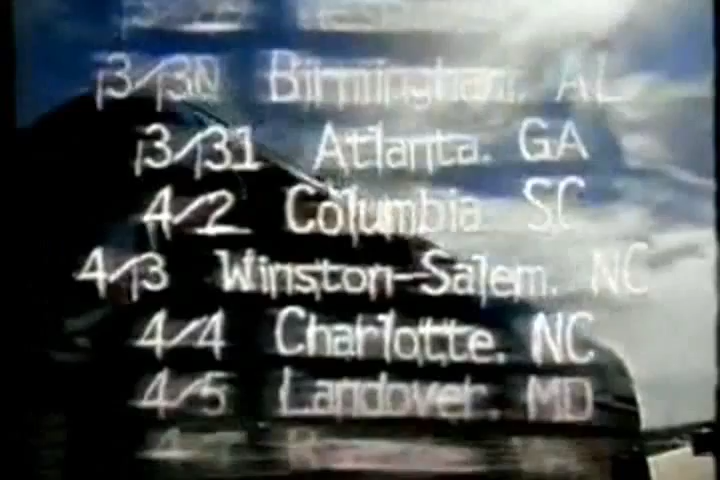 3/30 Birmingham, AL
3/31 Atlanta, GA
4/2 Columbia SC
4/3 Winston-Salem, NC
4/4 Charlotte, NC
4/5 Landover, MD